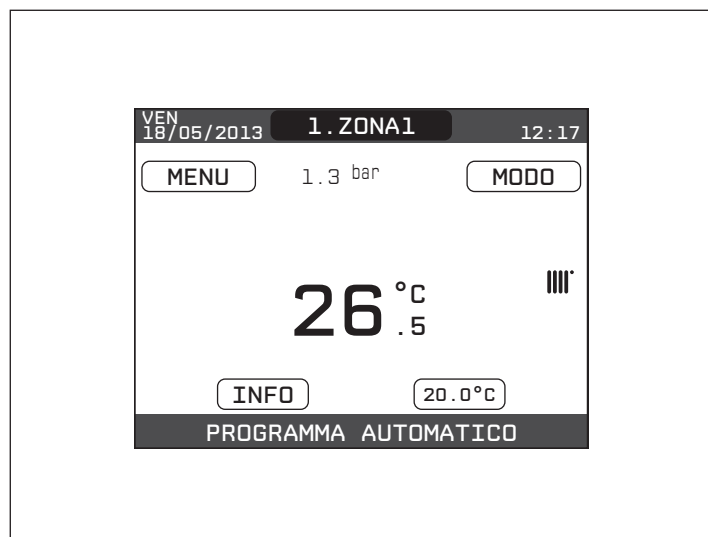 VEN
18/05/2013 1.ZONA1 12:17
MENU 1.3 bar MODO
26.5 °C
INFO 20.0°C
PROGRAMMA AUTOMATICO